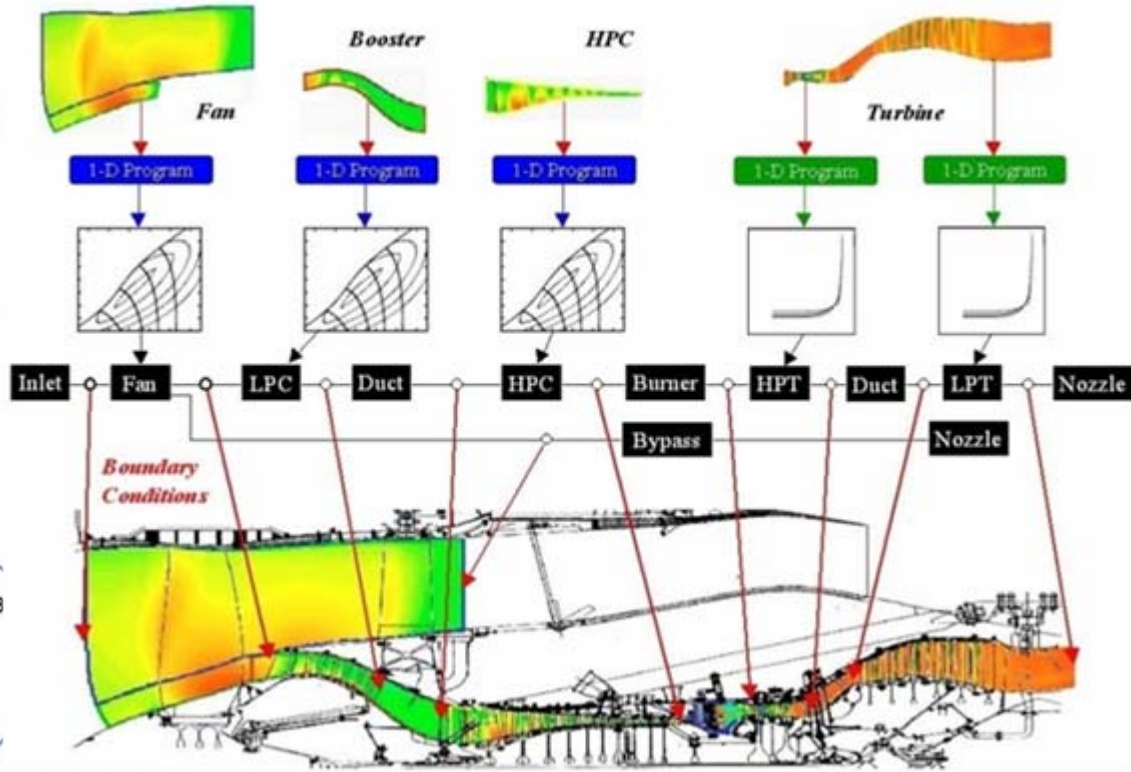 Booster
HPC
Fan
Turbine
1-D Program
1-D Program
1-D Program
1-D Program
1-D Program
Inlet
Fan
LPC
Duct
HPC
Burner
HPT
Duct
LPT
Nozzle
Bypass
Nozzle
Boundary
Conditions